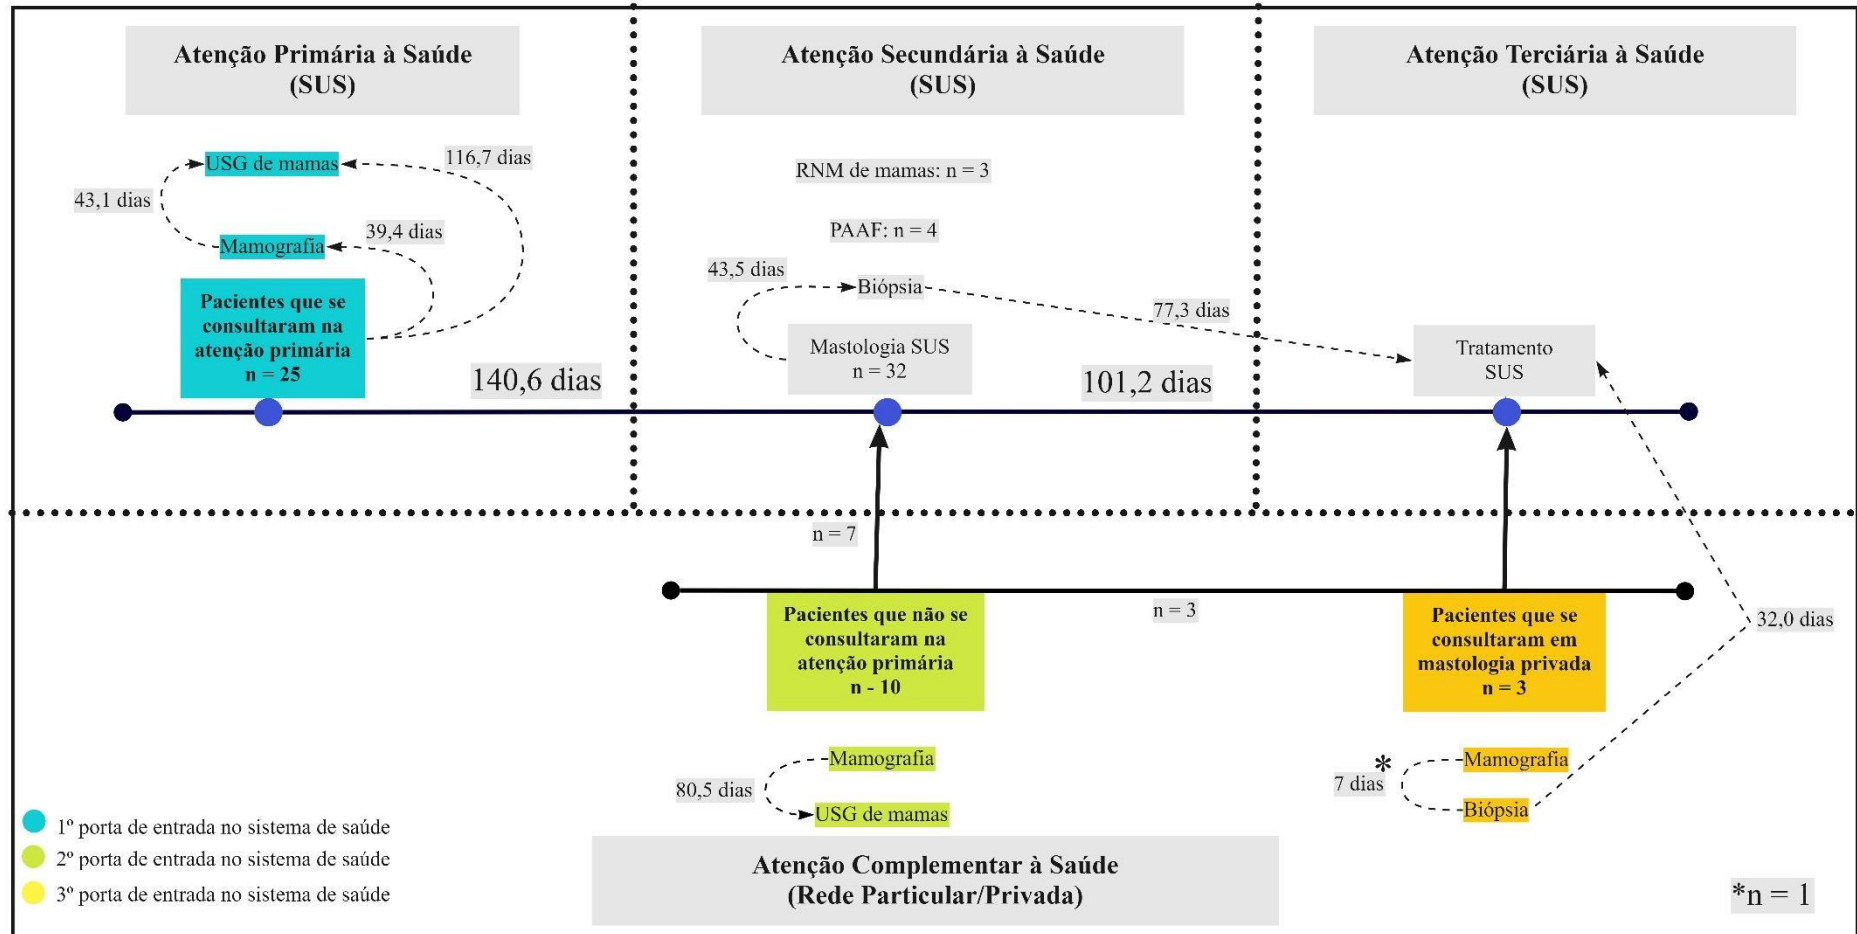 Atenção Primária à Saúde
(SUS)
Atenção Secundária à Saúde
(SUS)
Atenção Terciária à Saúde
(SUS)
USG de mamas
116,7 dias
43,1 dias
39,4 dias
Mamografia
Pacientes que se
consultaram na
atenção primária
n = 25
140,6 dias
RNM de mamas: n = 3
PAAF: n = 4
43,5 dias
Biópsia
77,3 dias
Mastologia SUS
n = 32
101,2 dias
Tratamento
SUS
n = 7
n = 3
Pacientes que não se
consultaram na
atenção primária
n - 10
Pacientes que se
consultaram em
mastologia privada
n = 3
32,0 dias
Mamografia
80,5 dias
USG de mamas
*
Mamografia
7 dias
Biópsia
1º porta de entrada no sistema de saúde
2º porta de entrada no sistema de saúde
3º porta de entrada no sistema de saúde
Atenção Complementar à Saúde
(Rede Particular/Privada)
*n = 1